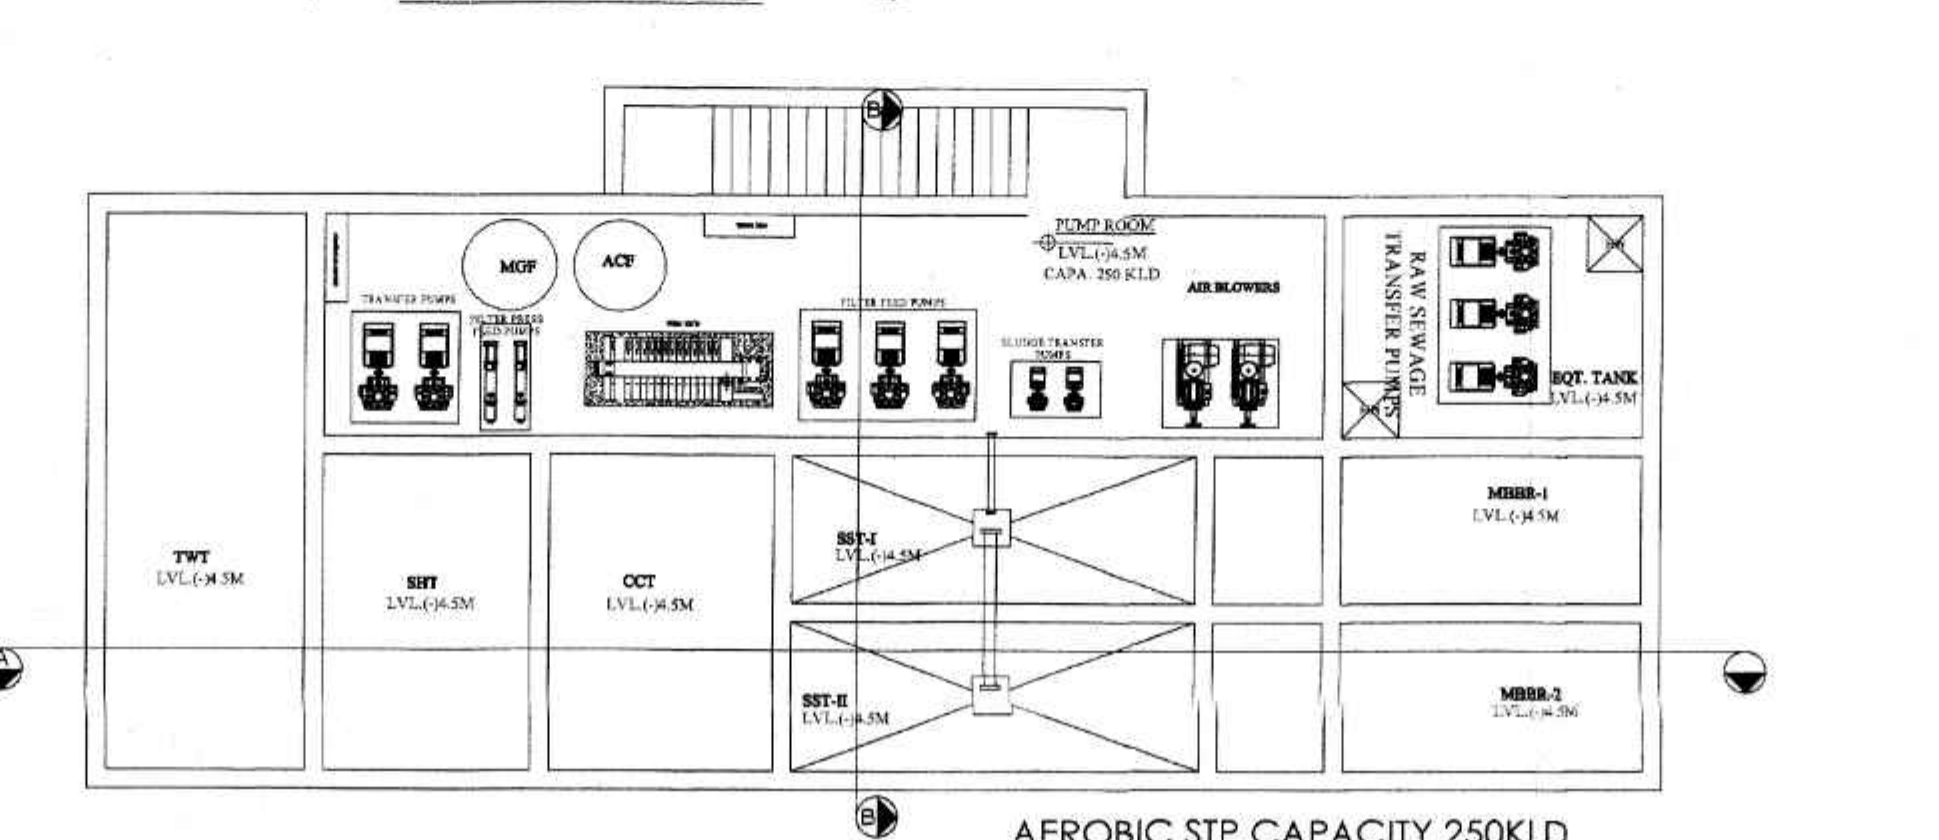 B
PUMP ROOM
LVL.(-)4.5M
CAPA. 250 KLD
MGF
ACF
AIR BLOWERS
RAW SEWAGE
TRANSFER PUMPS
TRANSFER PUMPS
FILTER PRESS
FEED PUMPS
FILTER FEED PUMPS
SLUDGE TRANSFER
PUMPS
EQT. TANK
LVL.(-)4.5M
MBBR-1
LVL.(-)4.5M
SST-I
LVL.(-)4.5M
TWT
LVL.(-)4.5M
SHT
LVL.(-)4.5M
CCT
LVL.(-)4.5M
A
SST-II
LVL.(-)4.5M
MBBR-2
LVL.(-)4.5M
B
AEROBIC STP CAPACITY 250KLD